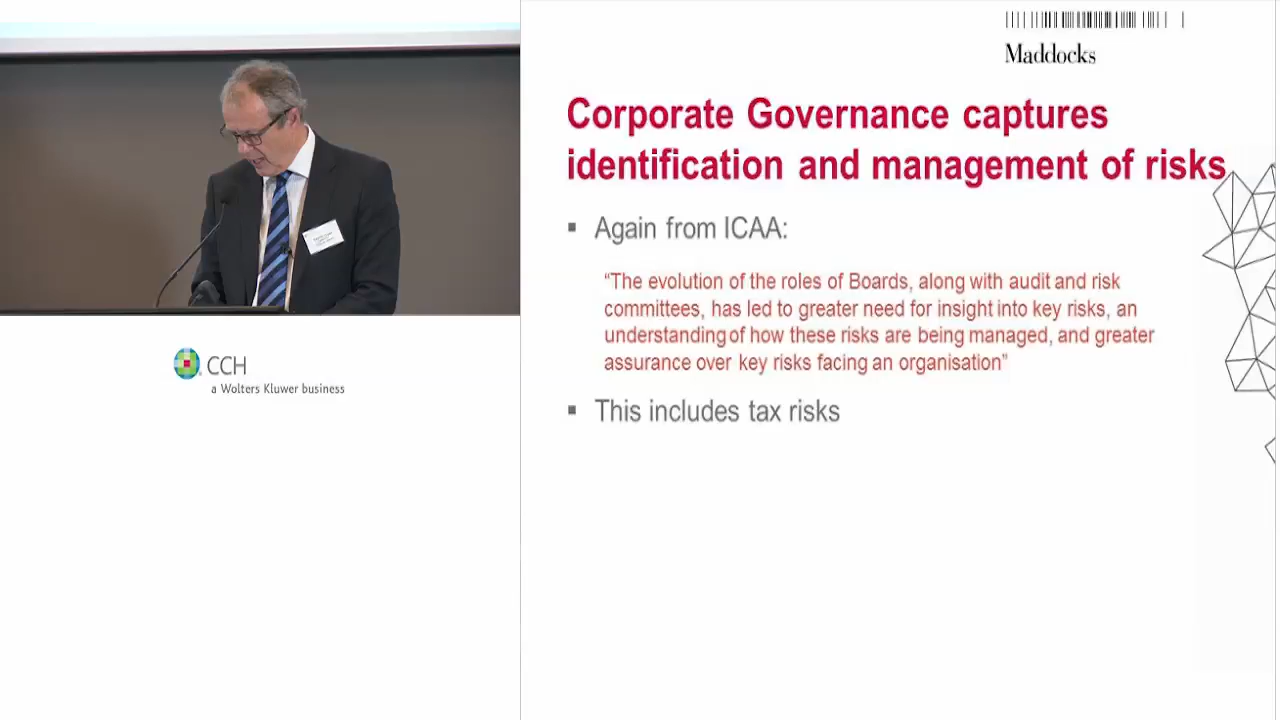 Maddocks
Corporate Governance captures
identification and management of risks
▪ Again from ICAA:
“The evolution of the roles of Boards, along with audit and risk
committees, has led to greater need for insight into key risks, an
understanding of how these risks are being managed, and greater
assurance over key risks facing an organisation”
▪ This includes tax risks
CCH
a Wolters Kluwer business